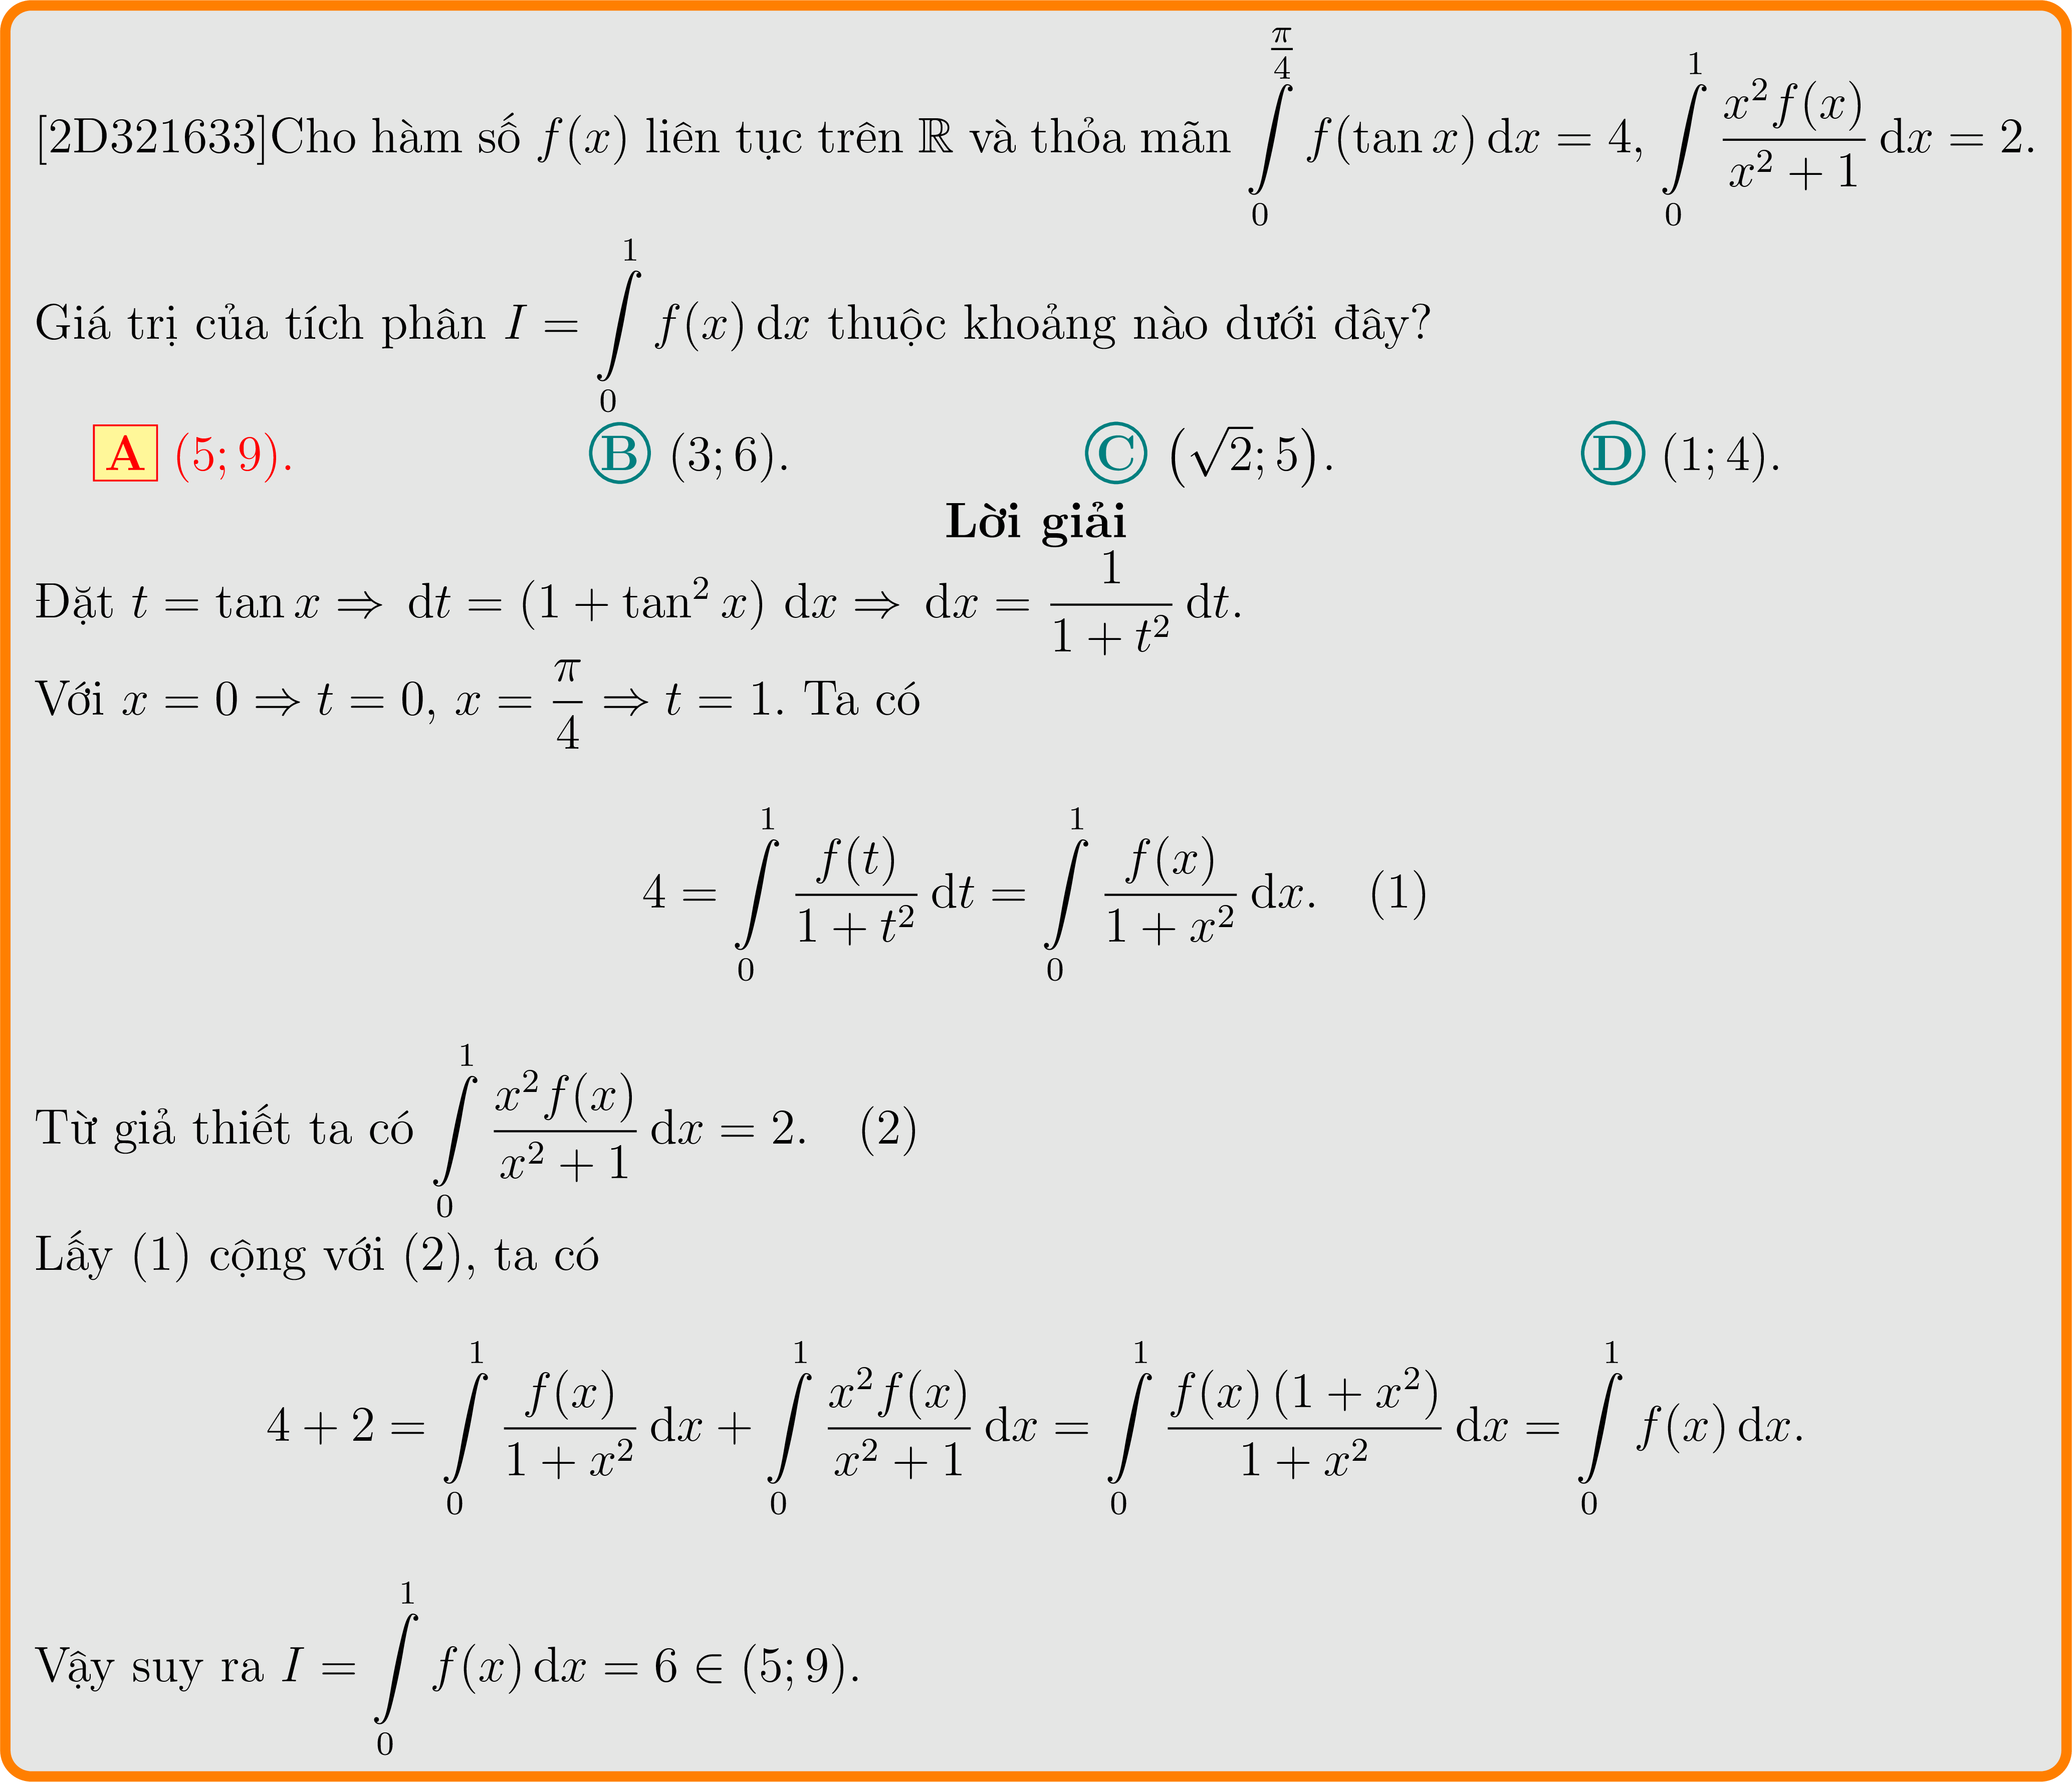 [2D321633]Cho hàm số $f(x)$ liên tục trên $\mathbb{R}$ và thỏa mãn $\int\limits_0^{\frac{\pi}{4}} f(\tan x)\,\mathrm{d}x = 4$, $\int\limits_0^1 \frac{x^2 f(x)}{x^2+1}\,\mathrm{d}x = 2$.
Giá trị của tích phân $I = \int\limits_0^1 f(x)\,\mathrm{d}x$ thuộc khoảng nào dưới đây?
A $(5; 9)$. B $(3; 6)$. C $(\sqrt{2}; 5)$. D $(1; 4)$.
Lời giải
Đặt $t = \tan x \Rightarrow \mathrm{d}t = (1 + \tan^2 x)\,\mathrm{d}x \Rightarrow \mathrm{d}x = \frac{1}{1+t^2}\,\mathrm{d}t$.
Với $x = 0 \Rightarrow t = 0$, $x = \frac{\pi}{4} \Rightarrow t = 1$. Ta có
$4 = \int\limits_0^1 \frac{f(t)}{1+t^2}\,\mathrm{d}t = \int\limits_0^1 \frac{f(x)}{1+x^2}\,\mathrm{d}x.$ (1)
Từ giả thiết ta có $\int\limits_0^1 \frac{x^2 f(x)}{x^2+1}\,\mathrm{d}x = 2.$ (2)
Lấy (1) cộng với (2), ta có
$4 + 2 = \int\limits_0^1 \frac{f(x)}{1+x^2}\,\mathrm{d}x + \int\limits_0^1 \frac{x^2 f(x)}{x^2+1}\,\mathrm{d}x = \int\limits_0^1 \frac{f(x)(1+x^2)}{1+x^2}\,\mathrm{d}x = \int\limits_0^1 f(x)\,\mathrm{d}x.$
Vậy suy ra $I = \int\limits_0^1 f(x)\,\mathrm{d}x = 6 \in (5; 9)$.